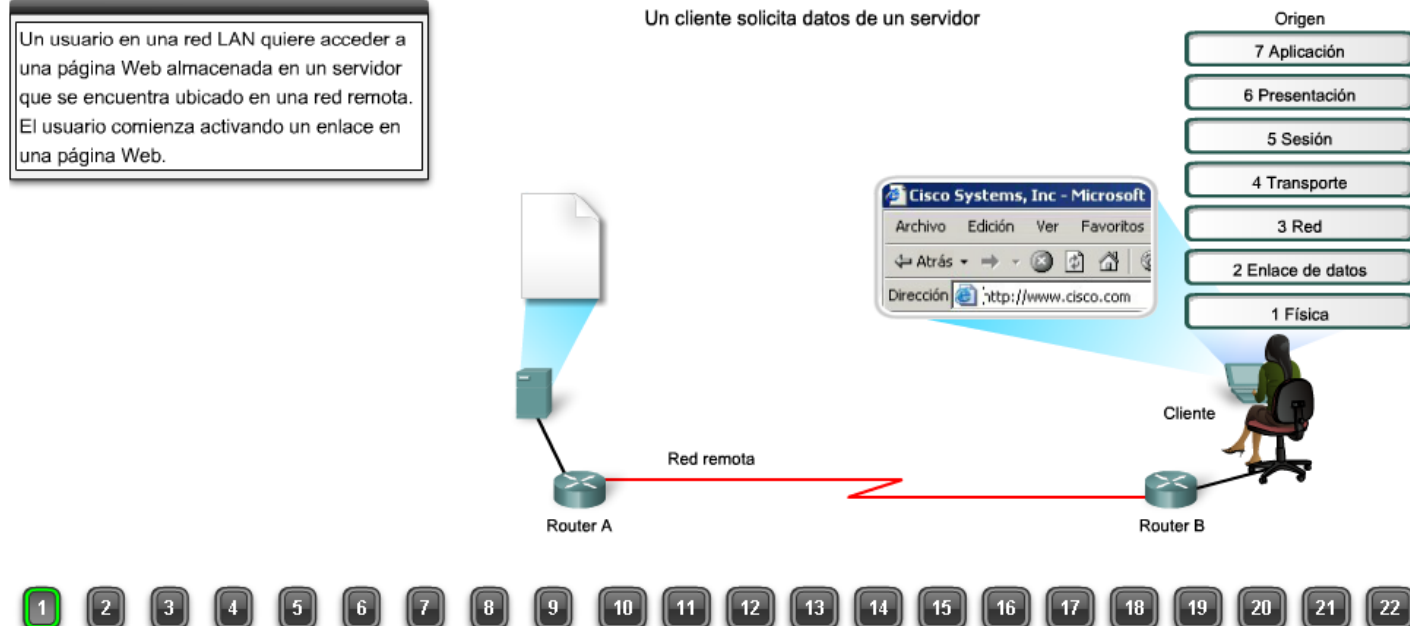 Un usuario en una red LAN quiere acceder a
una página Web almacenada en un servidor
que se encuentra ubicado en una red remota.
El usuario comienza activando un enlace en
una página Web.
Un cliente solicita datos de un servidor
Origen
7 Aplicación
6 Presentación
5 Sesión
4 Transporte
3 Red
2 Enlace de datos
1 Física
Cisco Systems, Inc - Microsoft
Archivo Edición Ver Favoritos
Atrás
Dirección http://www.cisco.com
Cliente
Red remota
Router A
Router B
1 2 3 4 5 6 7 8 9 10 11 12 13 14 15 16 17 18 19 20 21 22